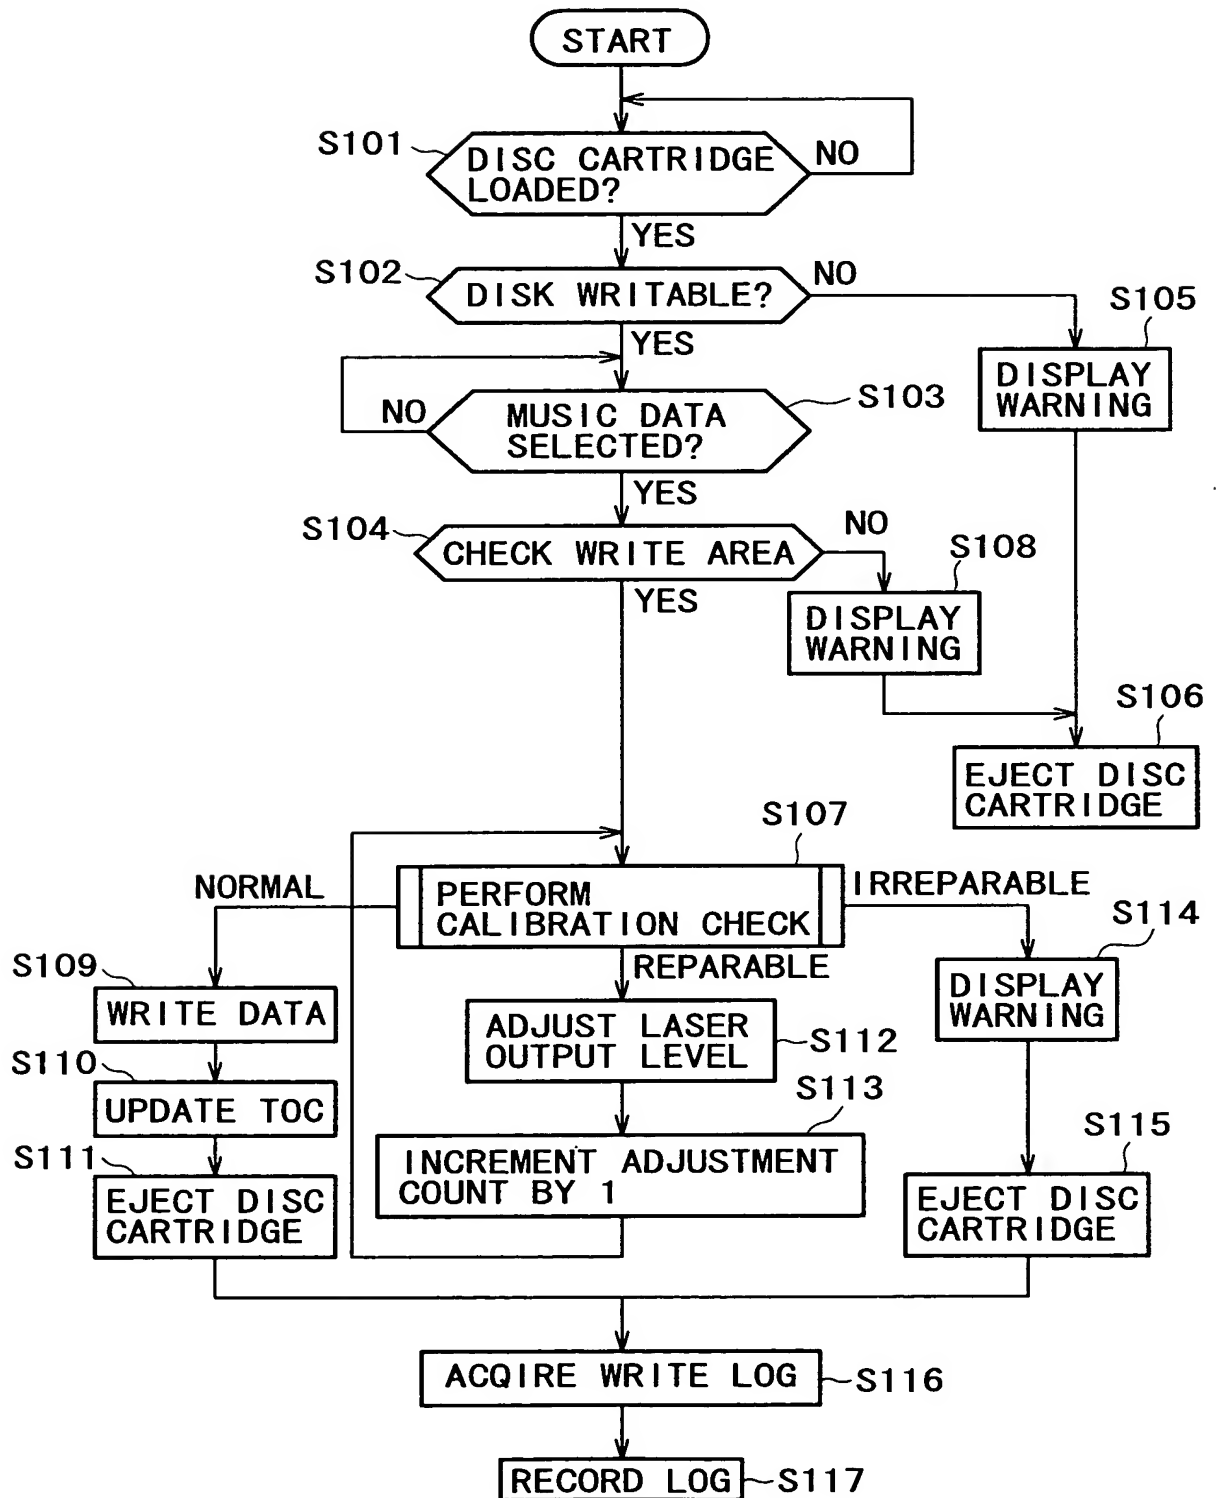 START
S101
DISC CARTRIDGE
LOADED?
NO
YES
S102
DISK WRITABLE?
NO
S105
YES
DISPLAY
WARNING
NO
MUSIC DATA
SELECTED?
S103
YES
S104
CHECK WRITE AREA
NO
S108
YES
DISPLAY
WARNING
S106
EJECT DISC
CARTRIDGE
S107
NORMAL
PERFORM
CALIBRATION CHECK
IRREPARABLE
S114
REPARABLE
S109
WRITE DATA
ADJUST LASER
OUTPUT LEVEL
S112
DISPLAY
WARNING
S110
UPDATE TOC
S113
S111
EJECT DISC
CARTRIDGE
INCREMENT ADJUSTMENT
COUNT BY 1
S115
EJECT DISC
CARTRIDGE
ACQIRE WRITE LOG
S116
RECORD LOG
S117